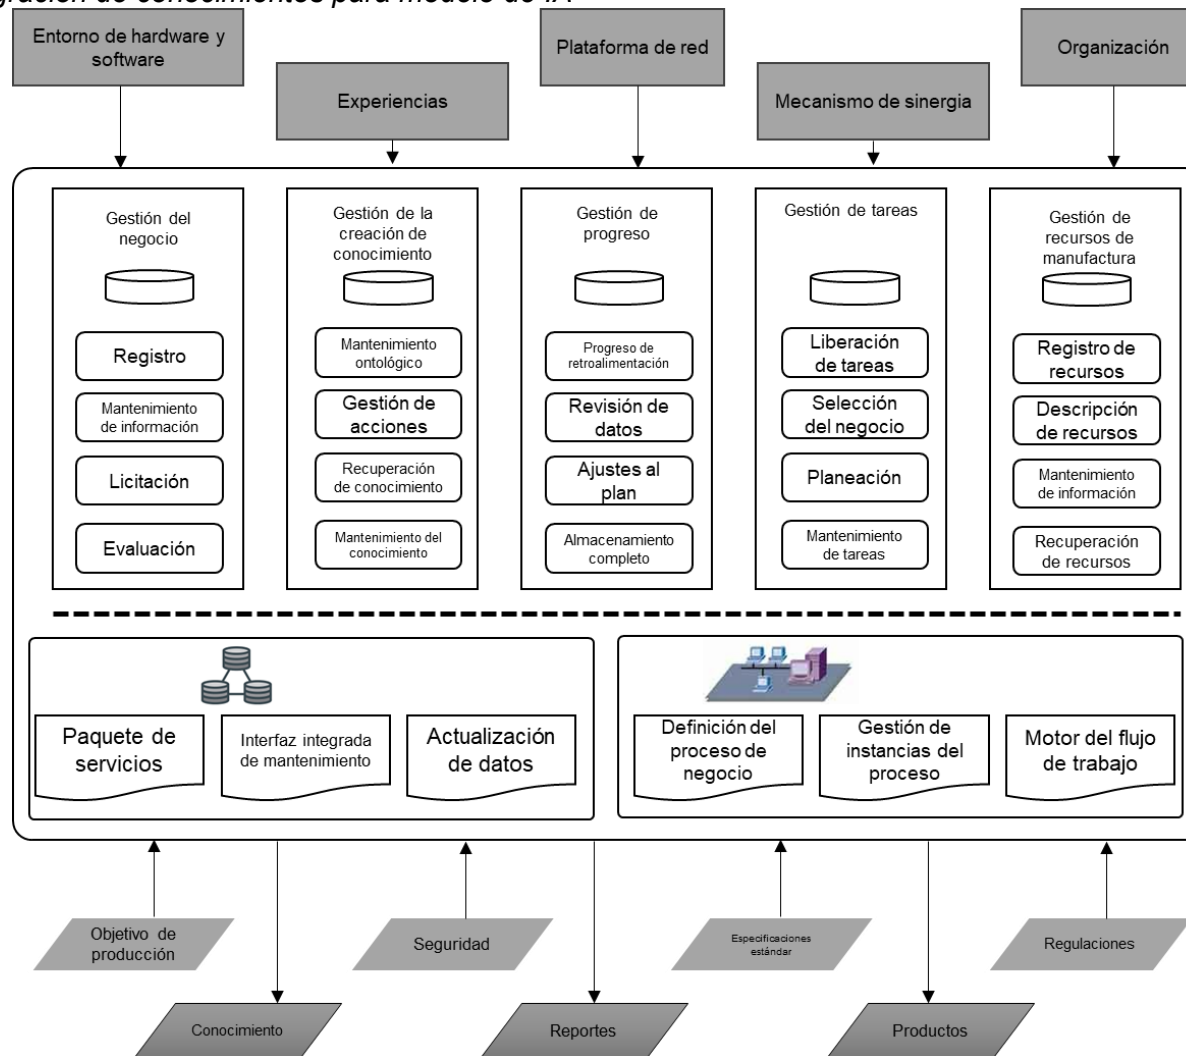 conocimientos para modelo de IA
Entorno de hardware y
software
Experiencias
Plataforma de red
Mecanismo de sinergia
Organización
Gestión del
negocio
Registro
Mantenimiento
de información
Licitación
Evaluación
Gestión de la
creación de
conocimiento
Mantenimiento
ontológico
Gestión de
acciones
Recuperación
de conocimiento
Mantenimiento del
conocimiento
Gestión de
progreso
Progreso de
retroalimentación
Revisión de
datos
Ajustes al
plan
Almacenamiento
completo
Gestión de tareas
Liberación
de tareas
Selección
del negocio
Planeación
Mantenimiento
de tareas
Gestión de
recursos de
manufactura
Registro de
recursos
Descripción
de recursos
Mantenimiento
de información
Recuperación
de recursos
Paquete de
servicios
Interfaz integrada
de mantenimiento
Actualización
de datos
Definición del
proceso de
negocio
Gestión de
instancias del
proceso
Motor del flujo
de trabajo
Objetivo de
producción
Seguridad
Especificaciones
estándar
Regulaciones
Conocimiento
Reportes
Productos